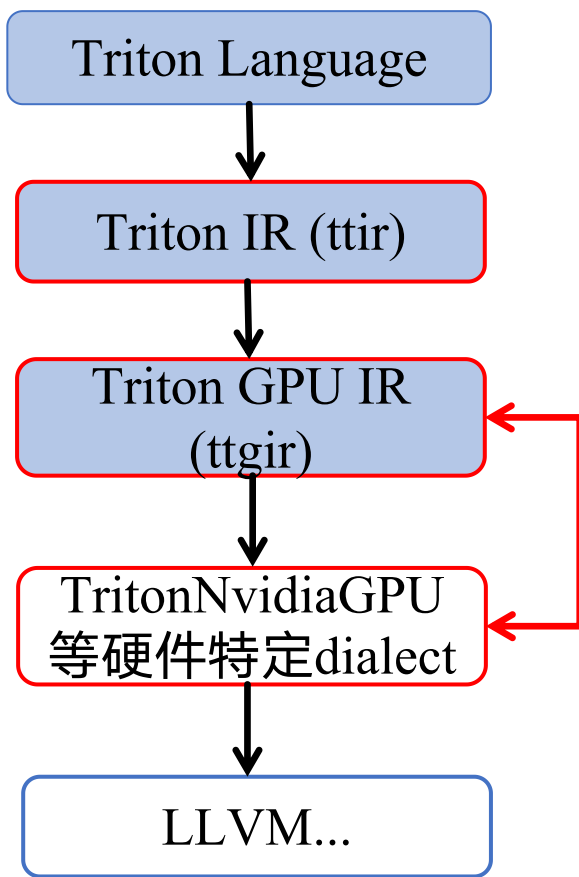 Triton Language
Triton IR (ttir)
Triton GPU IR
(ttgir)
TritonNvidiaGPU
等硬件特定dialect
LLVM...